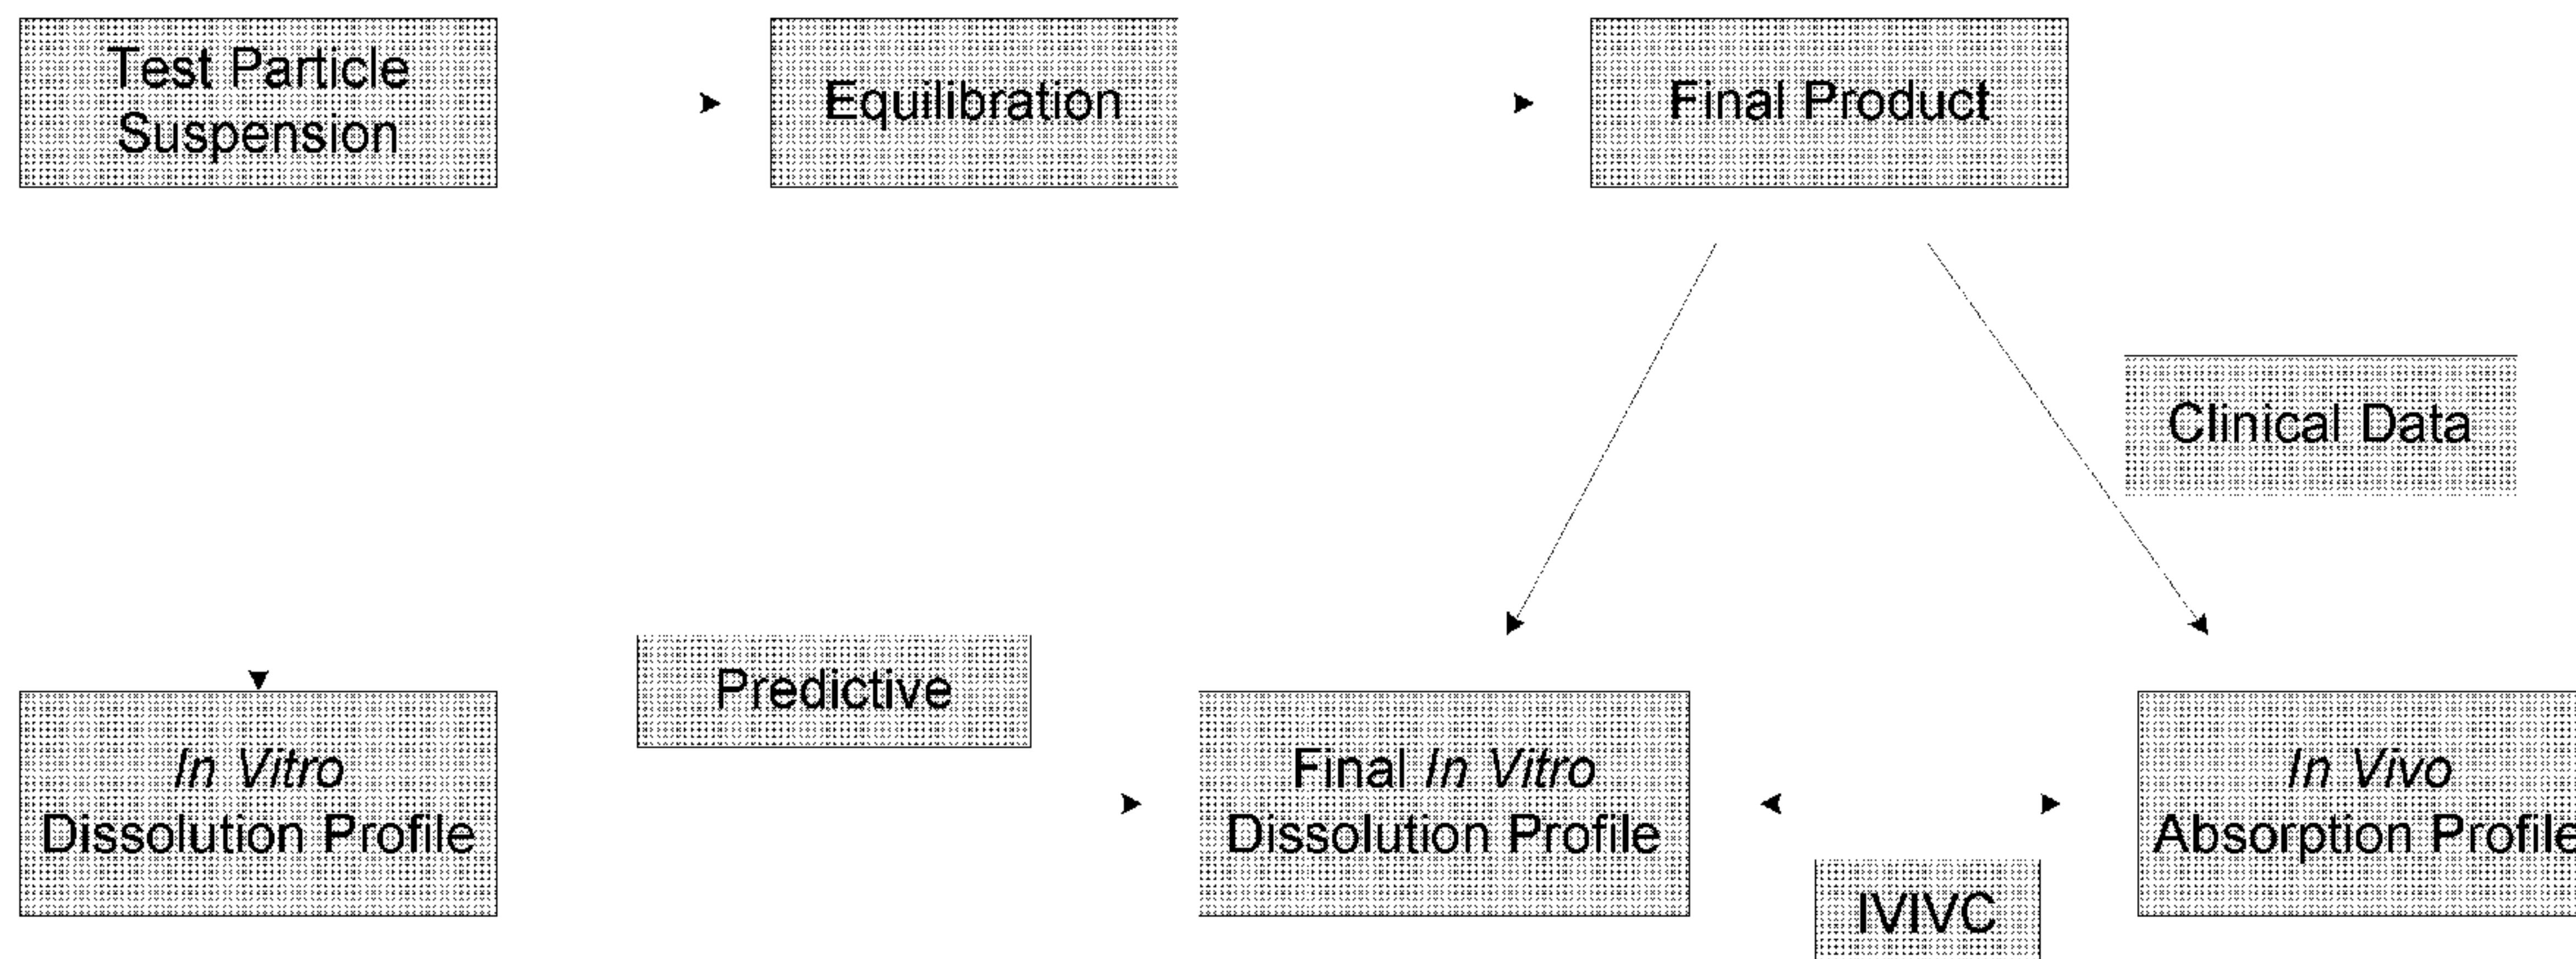 Test Particle
Suspension
Equilibration
Final Product
Clinical Data
Predictive
In Vitro
Dissolution Profile
Final In Vitro
Dissolution Profile
In Vivo
Absorption Profile
IVIVC